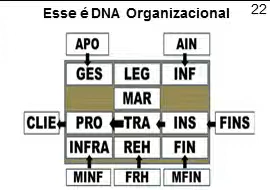 Esse é DNA Organizacional 22
APO AIN
GES LEG INF
MAR
CLIE PRO TRA INS FINS
INFRA REH FIN
MINF FRH MFIN